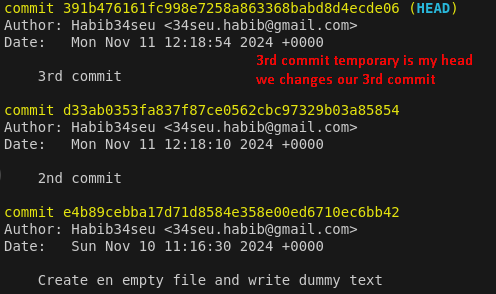 commit 391b476161fc998e7258a863368babd8d4ecde06 (HEAD)
Author: Habib34seu <34seu.habib@gmail.com>
Date:   Mon Nov 11 12:18:54 2024 +0000
3rd commit temporary is my head
we changes our 3rd commit
3rd commit
commit d33ab0353fa837f87ce0562cbc97329b03a85854
Author: Habib34seu <34seu.habib@gmail.com>
Date:   Mon Nov 11 12:18:10 2024 +0000
2nd commit
commit e4b89cebba17d71d8584e358e00ed6710ec6bb42
Author: Habib34seu <34seu.habib@gmail.com>
Date:   Sun Nov 10 11:16:30 2024 +0000
Create en empty file and write dummy text